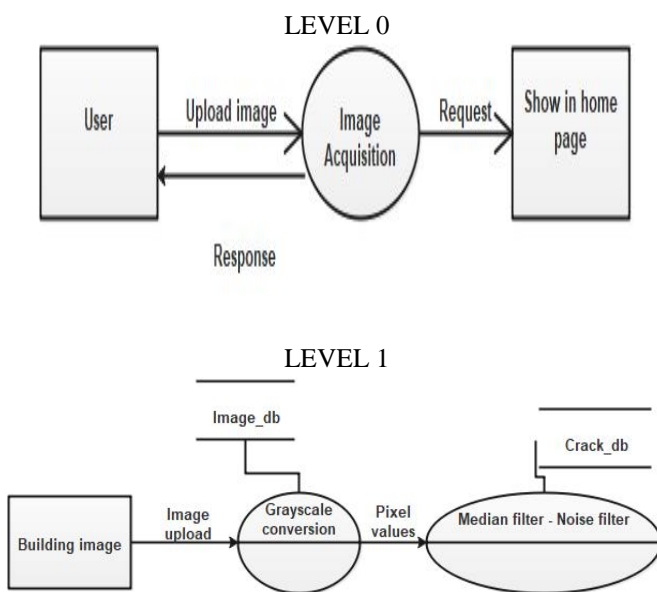 LEVEL 0
User
Upload image
Image
Acquisition
Request
Show in home
page
Response
LEVEL 1
Image_db
Crack_db
Building image
Image
upload
Grayscale
conversion
Pixel
values
Median filter - Noise filter